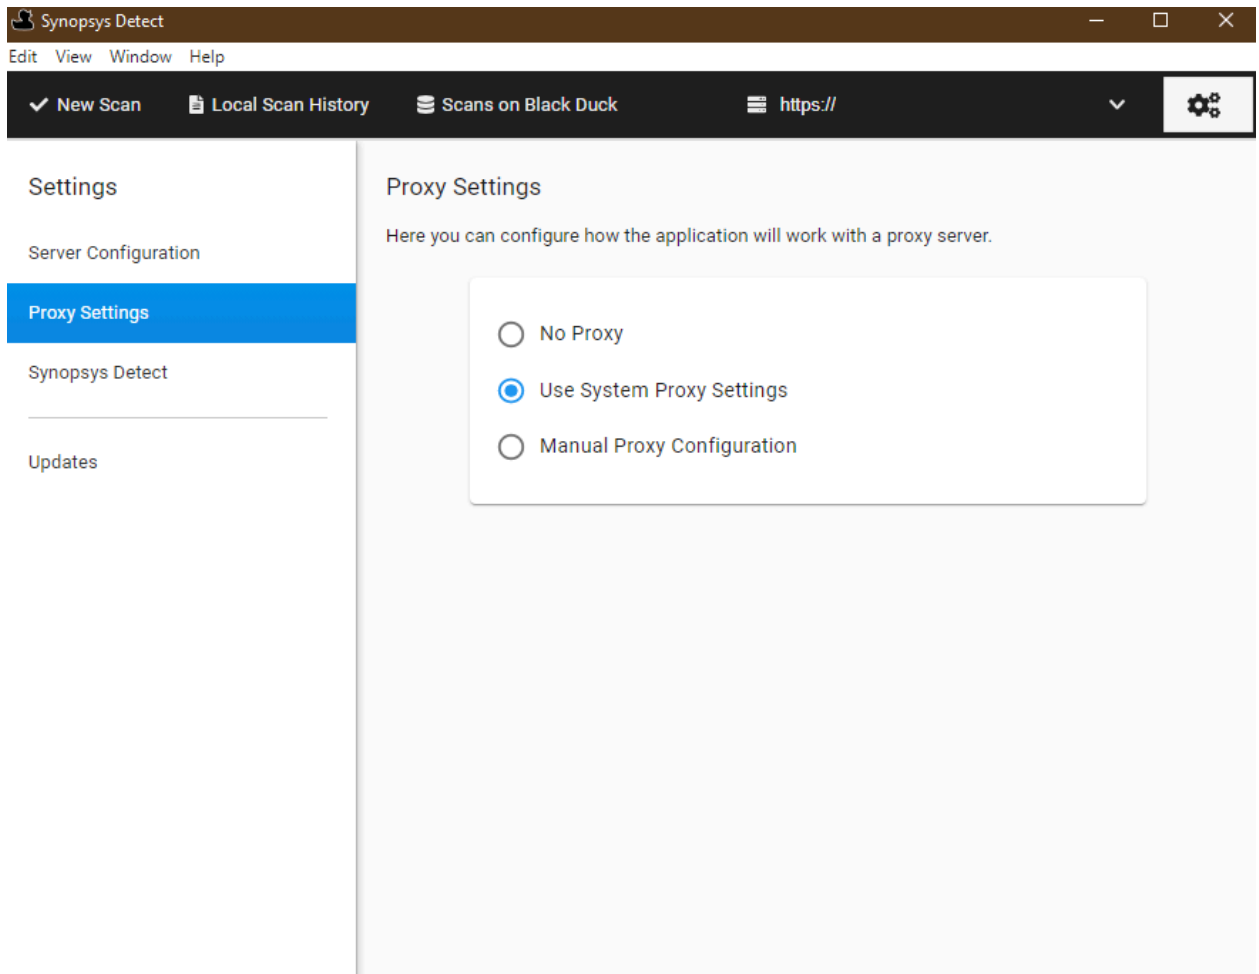 Synopsys Detect
Edit View Window Help
New Scan Local Scan History Scans on Black Duck https://
Settings
Server Configuration
Proxy Settings
Synopsys Detect
Updates
Proxy Settings
Here you can configure how the application will work with a proxy server.
No Proxy
Use System Proxy Settings
Manual Proxy Configuration